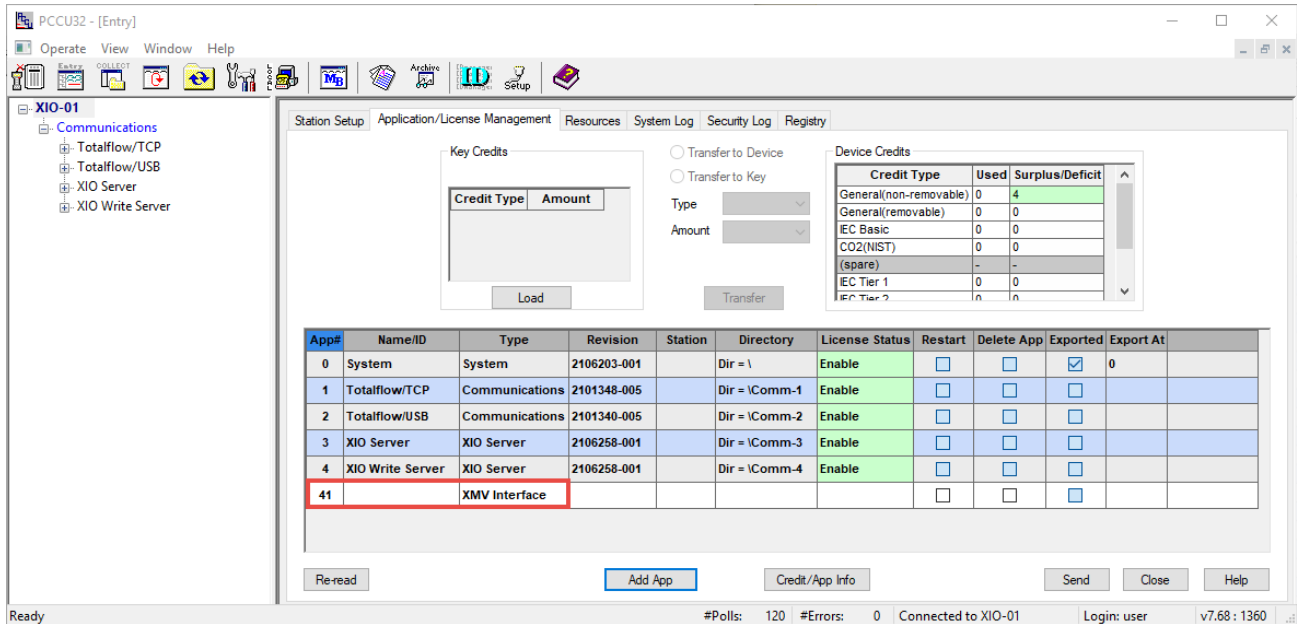 PCCU32 - [Entry]
Operate View Window Help
Entry COLLECT Archive Setup
XIO-01
Communications
Totalflow/TCP
Totalflow/USB
XIO Server
XIO Write Server
Station Setup Application/License Management Resources System Log Security Log Registry
Key Credits
Credit Type Amount
Load
Transfer to Device
Transfer to Key
Type
Amount
Transfer
Device Credits
Credit Type Used Surplus/Deficit
General(non-removable) 0 4
General(removable) 0 0
IEC Basic 0 0
CO2(NIST) 0 0
(spare) - -
IEC Tier 1 0 0
IEC Tier 2 0 0
App# Name/ID Type Revision Station Directory License Status Restart Delete App Exported Export At
0 System System 2106203-001 Dir = \ Enable 0
1 Totalflow/TCP Communications 2101348-005 Dir = \Comm-1 Enable
2 Totalflow/USB Communications 2101340-005 Dir = \Comm-2 Enable
3 XIO Server XIO Server 2106258-001 Dir = \Comm-3 Enable
4 XIO Write Server XIO Server 2106258-001 Dir = \Comm-4 Enable
41 XMV Interface
Re-read Add App Credit/App Info Send Close Help
Ready #Polls: 120 #Errors: 0 Connected to XIO-01 Login: user v7.68 : 1360